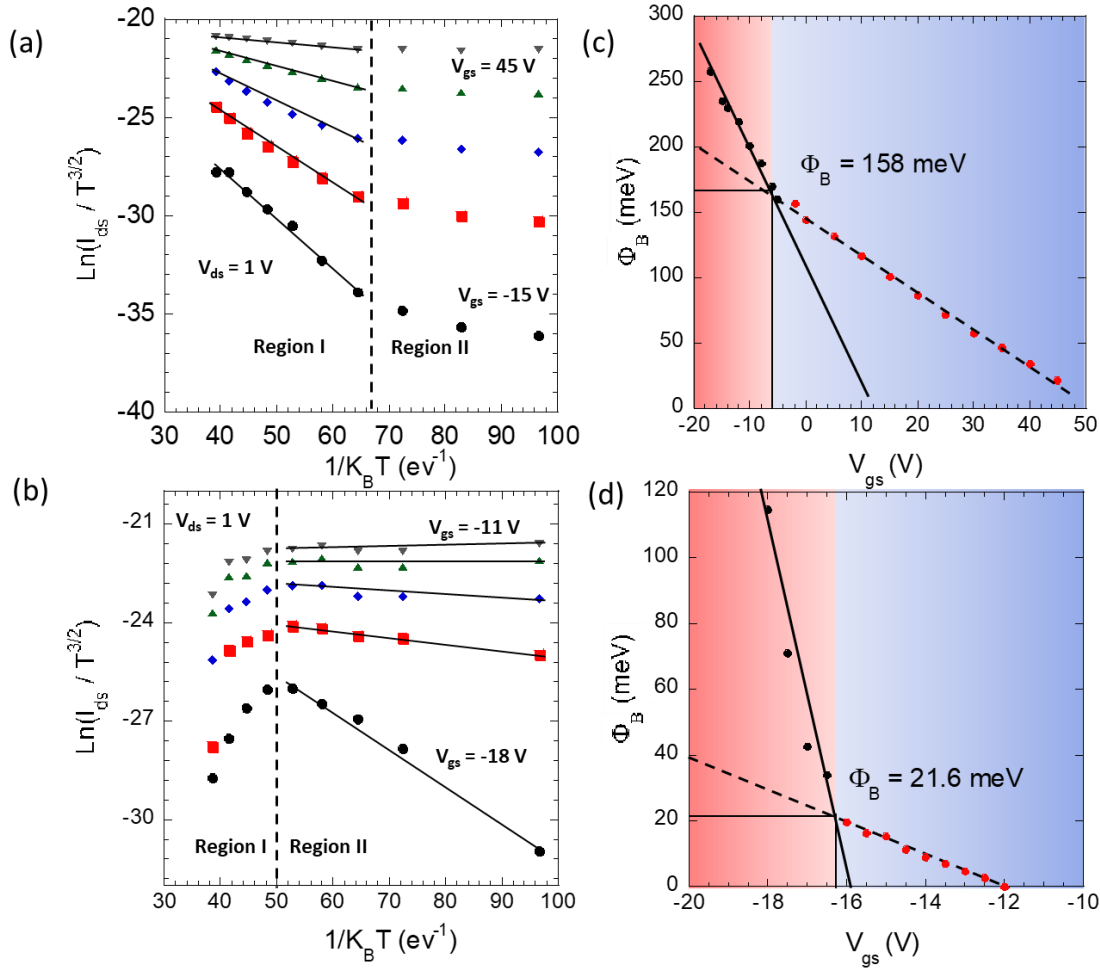 (a)
-20
-25
-30
-35
-40
Ln(I_ds / T^3/2)
V_gs = 45 V
V_ds = 1 V
V_gs = -15 V
Region I
Region II
30 40 50 60 70 80 90 100
1/K_B T (ev^-1)
(c)
300
250
200
150
100
50
0
Φ_B (meV)
Φ_B = 158 meV
-20 -10 0 10 20 30 40 50
V_gs (V)
(b)
-21
-24
-27
-30
Ln(I_ds / T^3/2)
V_ds = 1 V
V_gs = -11 V
V_gs = -18 V
Region I
Region II
30 40 50 60 70 80 90 100
1/K_B T (ev^-1)
(d)
120
100
80
60
40
20
0
Φ_B (meV)
Φ_B = 21.6 meV
-20 -18 -16 -14 -12 -10
V_gs (V)